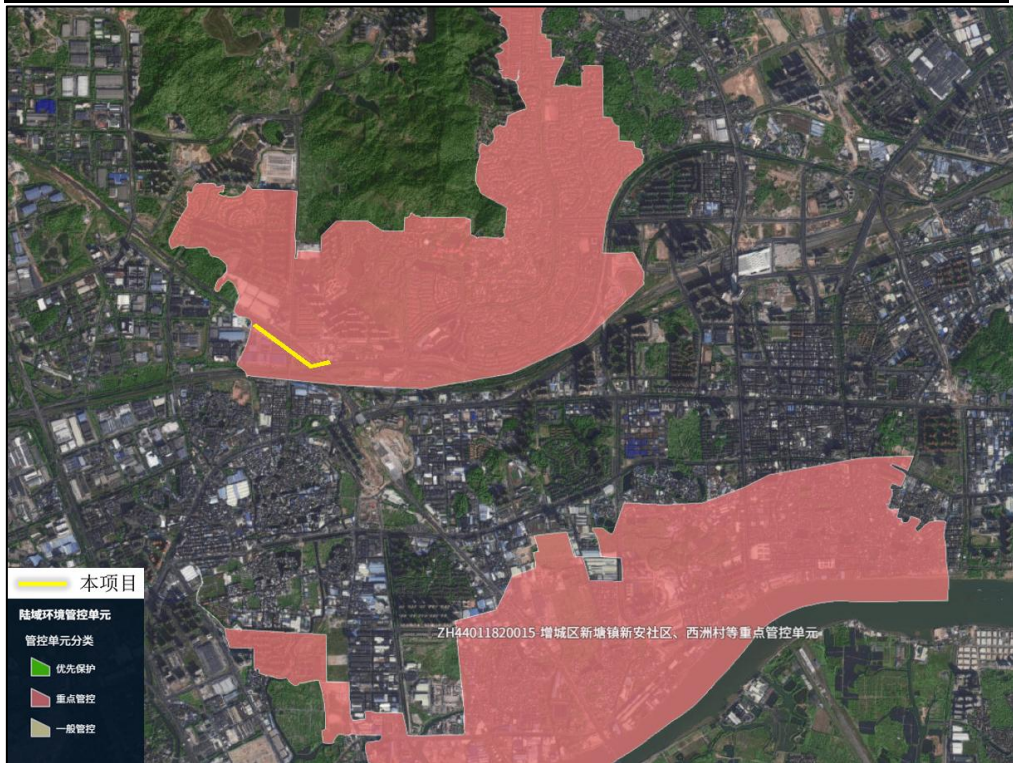 ZH44011820015 增城区新塘镇新安社区、西洲村等重点管控单元
本项目
陆域环境管控单元
管控单元分类
优先保护
重点管控
一般管控